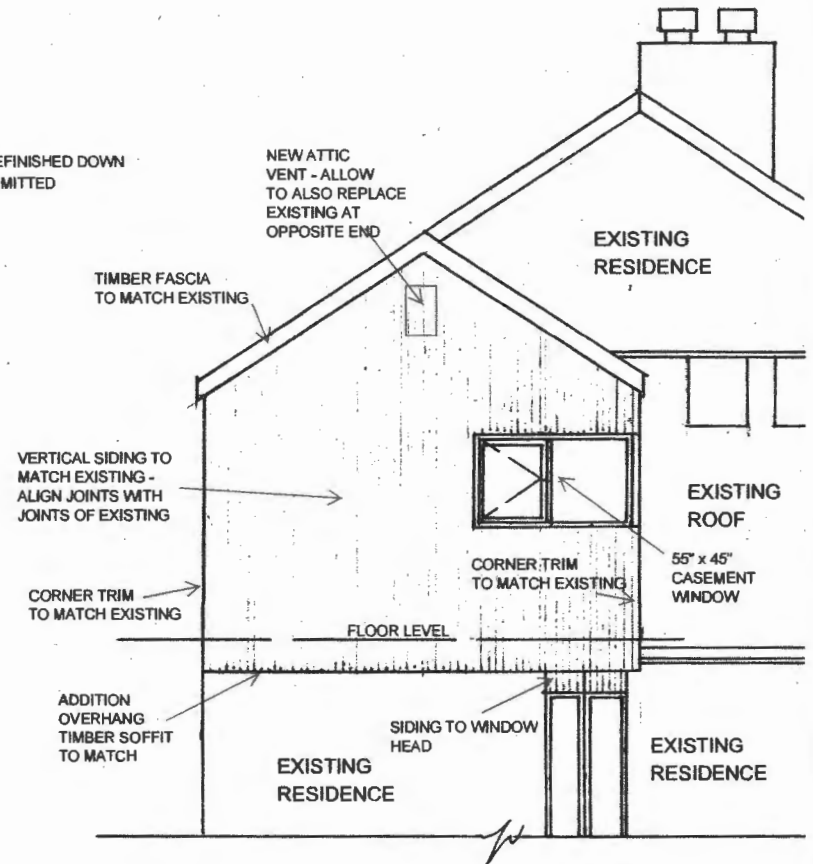 EFINISHED DOWN
MITTED
NEW ATTIC
VENT - ALLOW
TO ALSO REPLACE
EXISTING AT
OPPOSITE END
EXISTING
RESIDENCE
TIMBER FASCIA
TO MATCH EXISTING
VERTICAL SIDING TO
MATCH EXISTING -
ALIGN JOINTS WITH
JOINTS OF EXISTING
EXISTING
ROOF
55" x 45"
CASEMENT
WINDOW
CORNER TRIM
TO MATCH EXISTING
CORNER TRIM
TO MATCH EXISTING
FLOOR LEVEL
ADDITION
OVERHANG
TIMBER SOFFIT
TO MATCH
SIDING TO WINDOW
HEAD
EXISTING
RESIDENCE
EXISTING
RESIDENCE